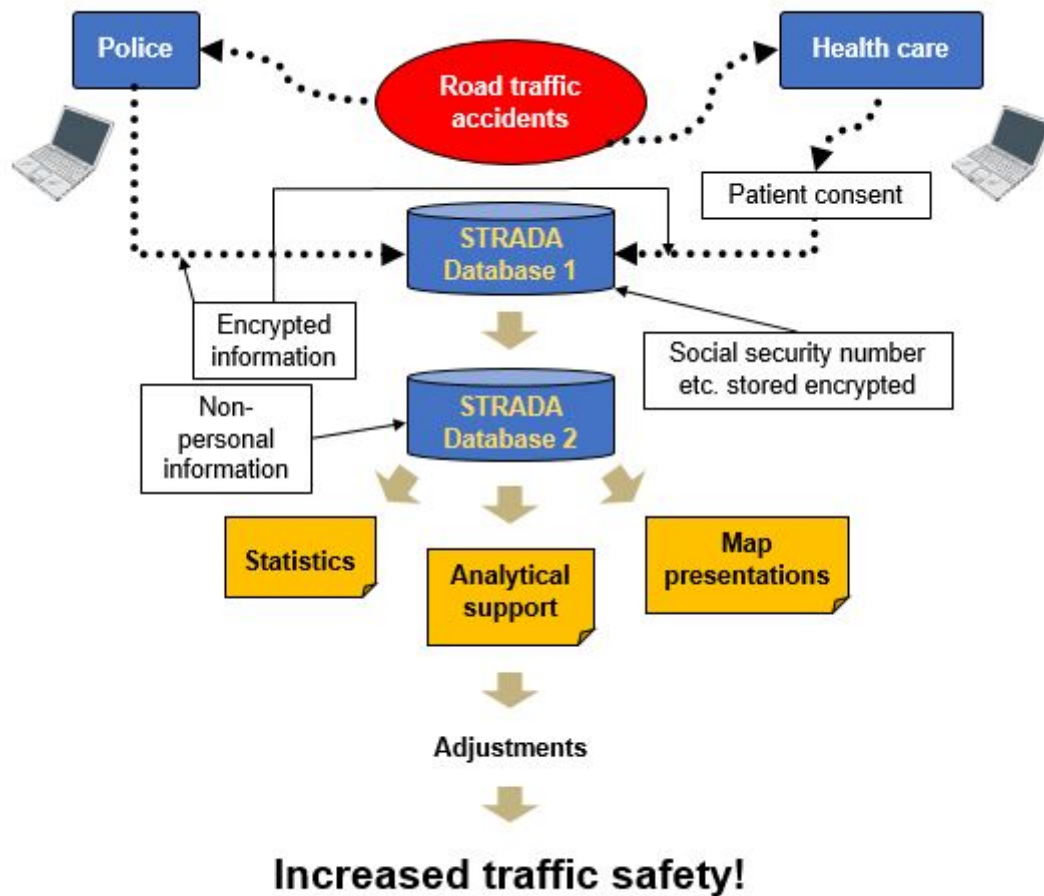 Police
Road traffic
accidents
Health care
Patient consent
STRADA
Database 1
Encrypted
information
Social security number
etc. stored encrypted
Non-
personal
information
STRADA
Database 2
Statistics
Analytical
support
Map
presentations
Adjustments
Increased traffic safety!